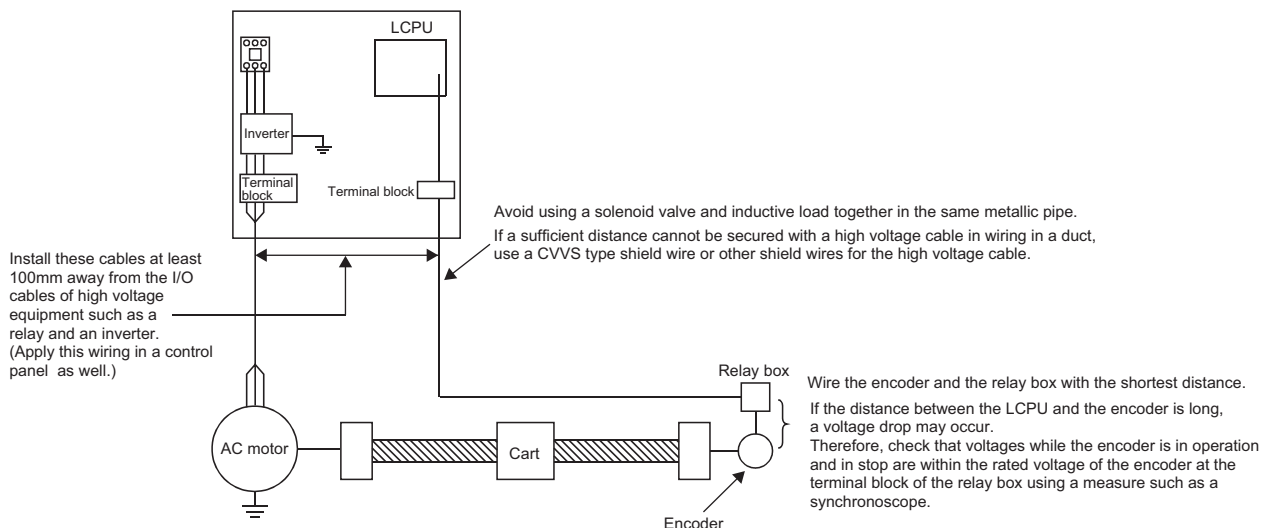 LCPU
Inverter
Terminal
block
Terminal block
Avoid using a solenoid valve and inductive load together in the same metallic pipe.
If a sufficient distance cannot be secured with a high voltage cable in wiring in a duct,
use a CVVS type shield wire or other shield wires for the high voltage cable.
Install these cables at least
100mm away from the I/O
cables of high voltage
equipment such as a
relay and an inverter.
(Apply this wiring in a control
panel as well.)
Relay box
Wire the encoder and the relay box with the shortest distance.
If the distance between the LCPU and the encoder is long,
a voltage drop may occur.
Therefore, check that voltages while the encoder is in operation
and in stop are within the rated voltage of the encoder at the
terminal block of the relay box using a measure such as a
synchronoscope.
AC motor
Cart
Encoder